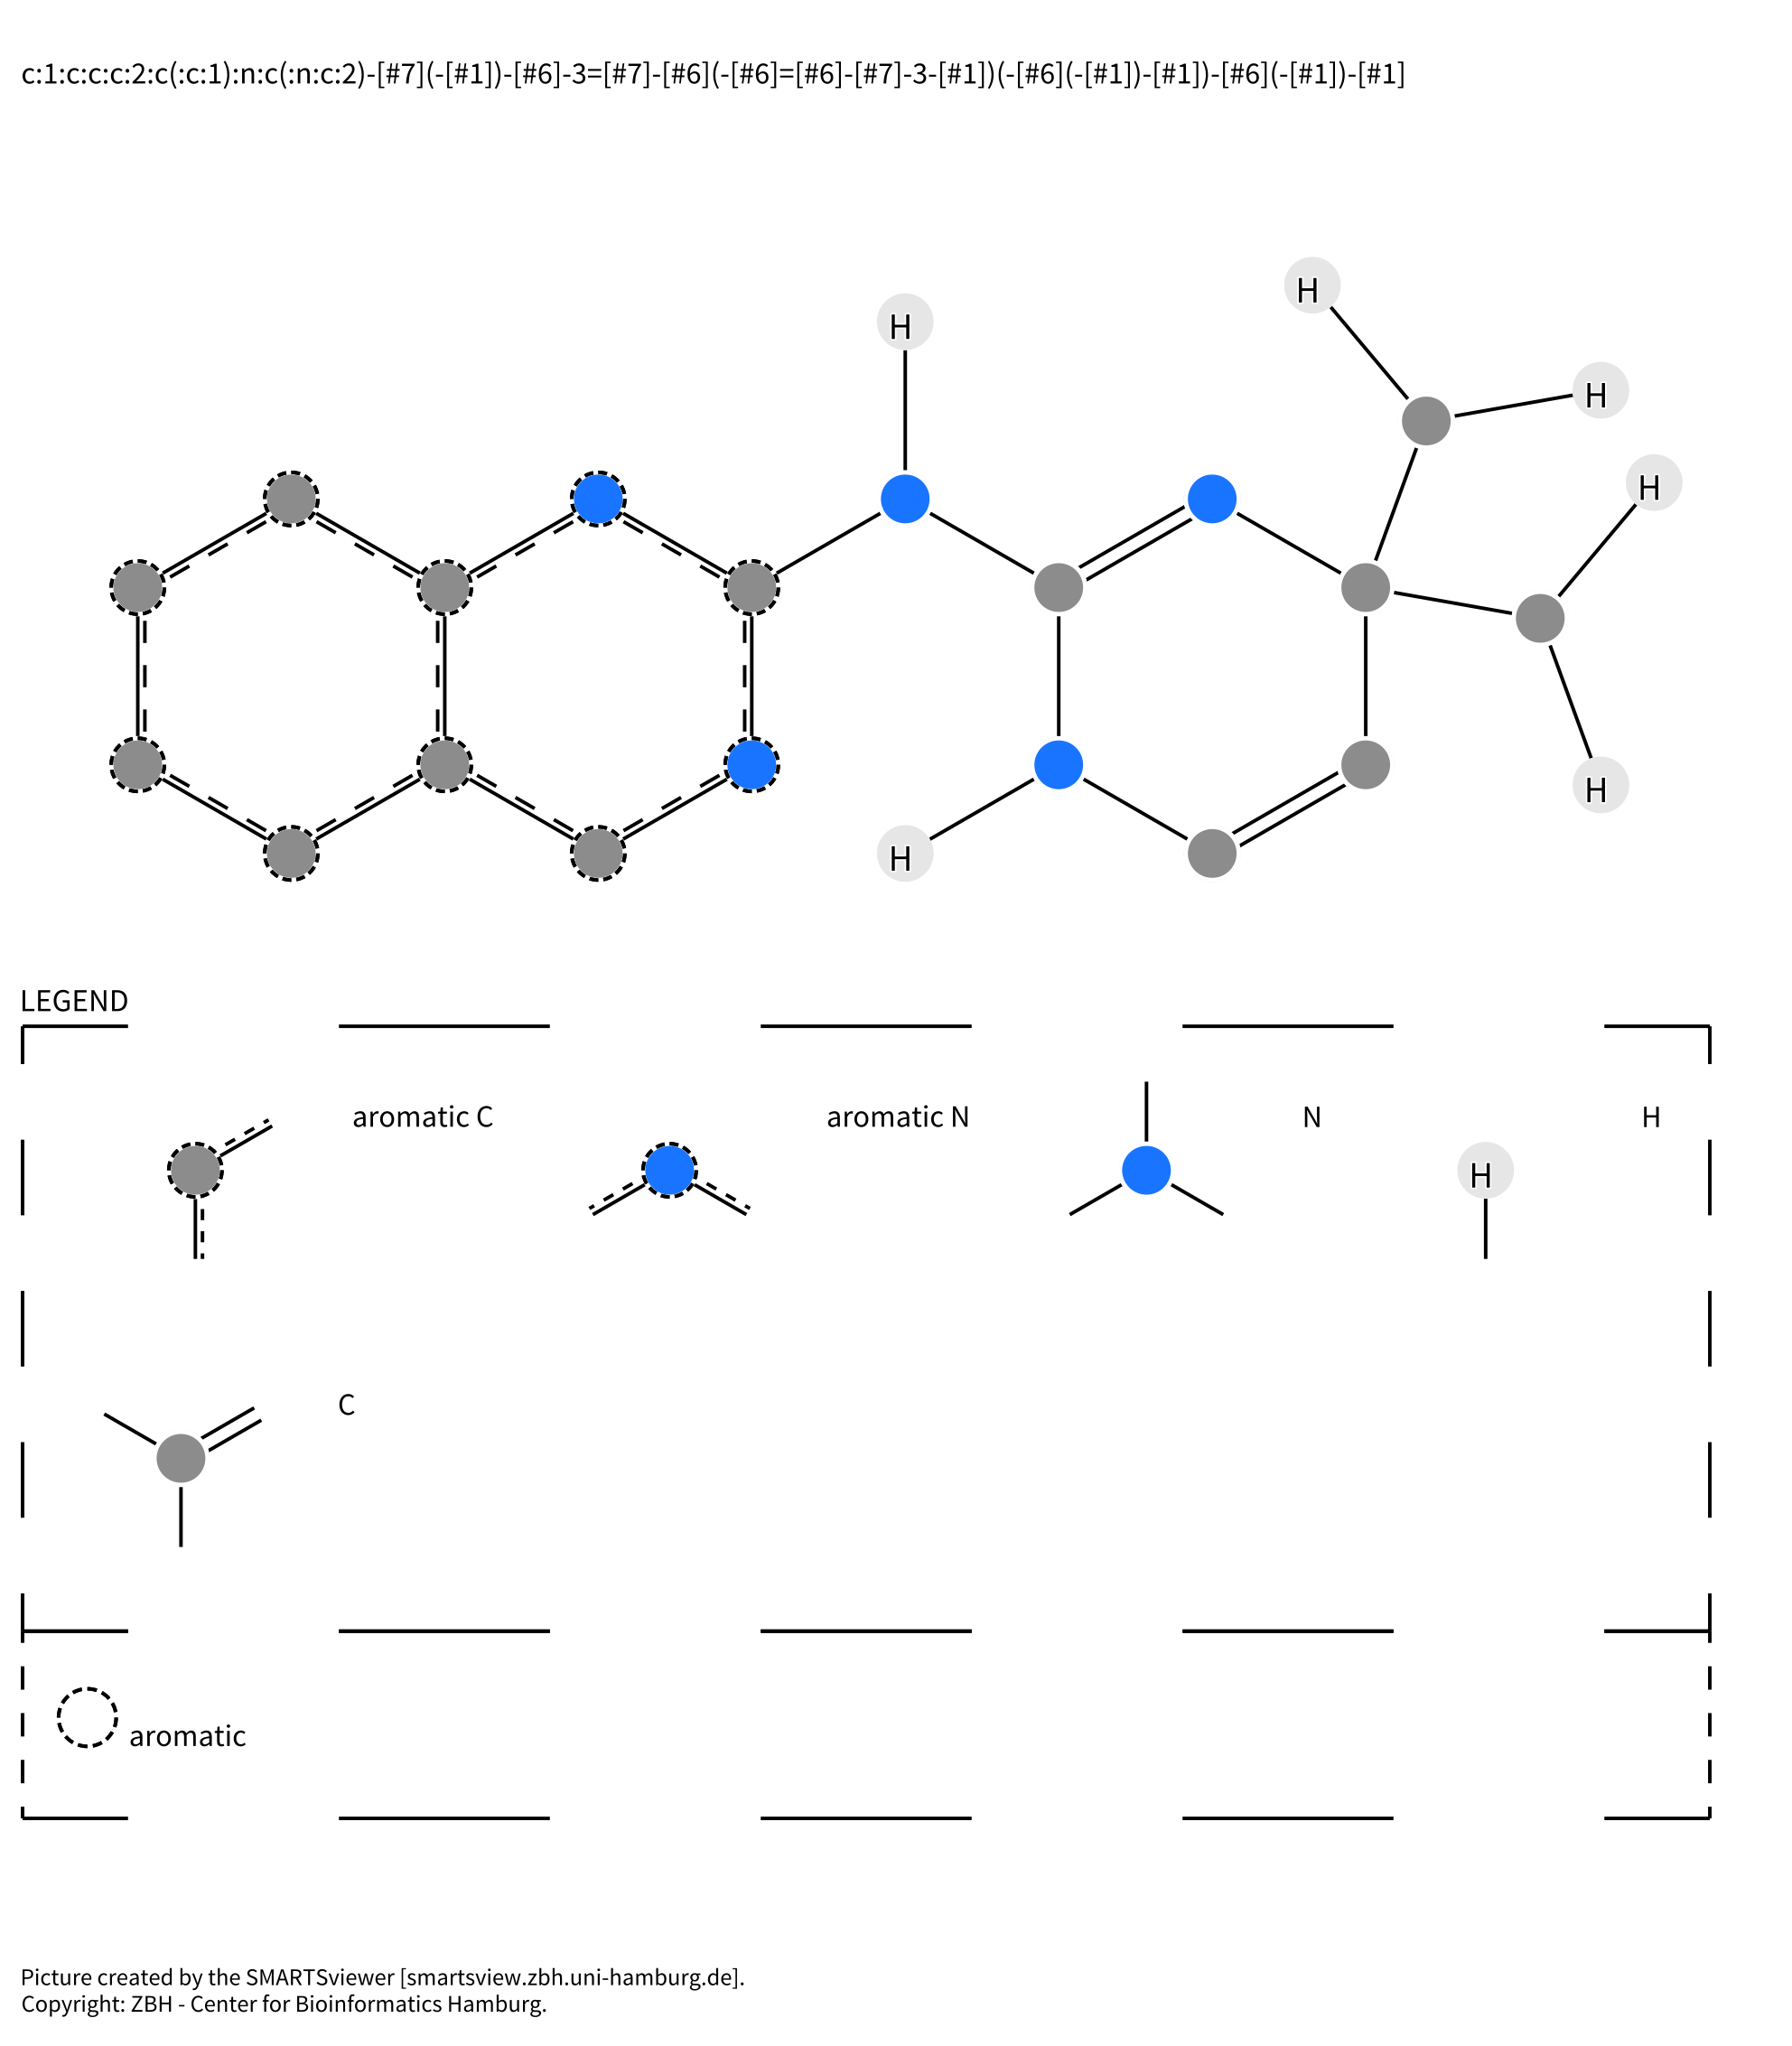 c:1:c:c:c:2:c(:c:1):n:c(:n:c:2)-[#7](-[#1])-[#6]-3=[#7]-[#6](-[#6]=[#6]-[#7]-3-[#1])(-[#6](-[#1])-[#1])-[#6](-[#1])-[#1]
H
H
H
H
H
H
LEGEND
aromatic C
aromatic N
N
H
H
C
aromatic
Picture created by the SMARTSviewer [smartsview.zbh.uni-hamburg.de].
Copyright: ZBH - Center for Bioinformatics Hamburg.